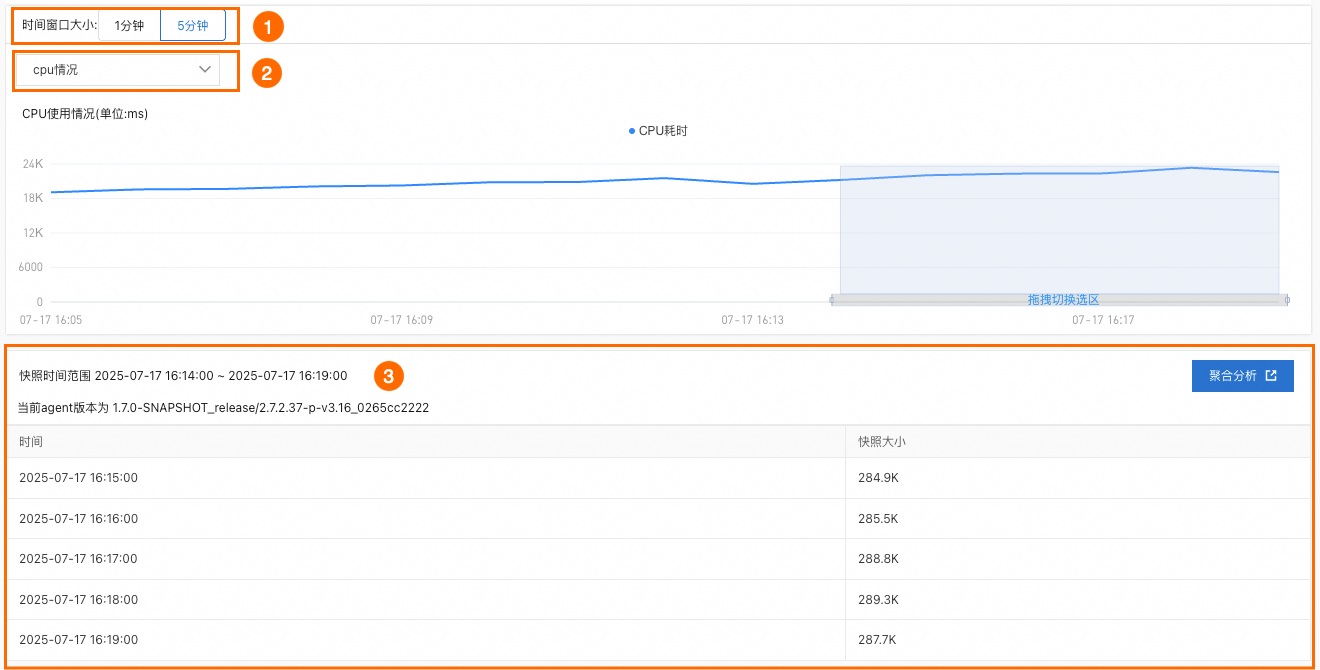 时间窗口大小: 1分钟 5分钟 1
cpu情况 2
CPU使用情况(单位:ms)
CPU耗时
24K
18K
12K
6000
0
拖拽切换选区
07-17 16:05 07-17 16:09 07-17 16:13 07-17 16:17
快照时间范围 2025-07-17 16:14:00 ~ 2025-07-17 16:19:00 3 聚合分析
当前agent版本为 1.7.0-SNAPSHOT_release/2.7.2.37-p-v3.16_0265cc2222
时间 快照大小
2025-07-17 16:15:00 284.9K
2025-07-17 16:16:00 285.5K
2025-07-17 16:17:00 288.8K
2025-07-17 16:18:00 289.3K
2025-07-17 16:19:00 287.7K